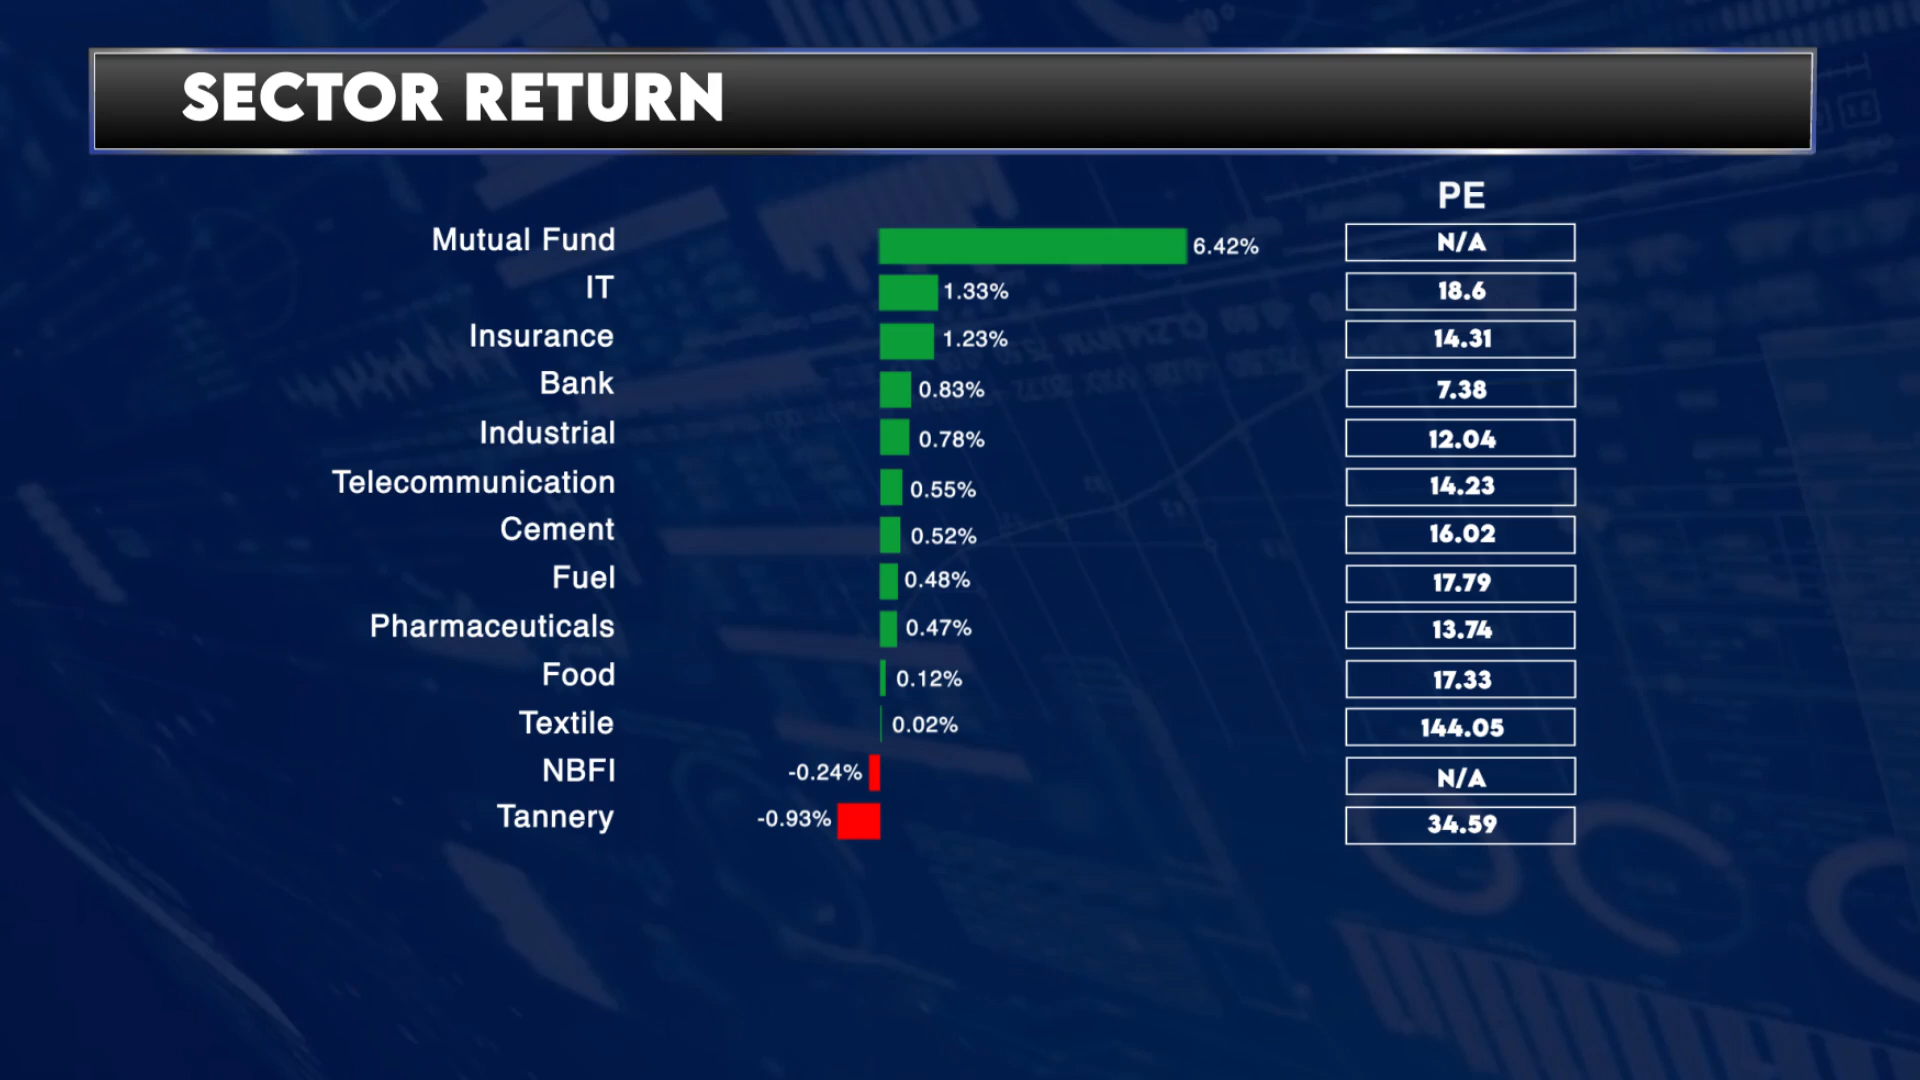 SECTOR RETURN
PE
Mutual Fund 6.42% N/A
IT 1.33% 18.6
Insurance 1.23% 14.31
Bank 0.83% 7.38
Industrial 0.78% 12.04
Telecommunication 0.55% 14.23
Cement 0.52% 16.02
Fuel 0.48% 17.79
Pharmaceuticals 0.47% 13.74
Food 0.12% 17.33
Textile 0.02% 144.05
NBFI -0.24% N/A
Tannery -0.93% 34.59